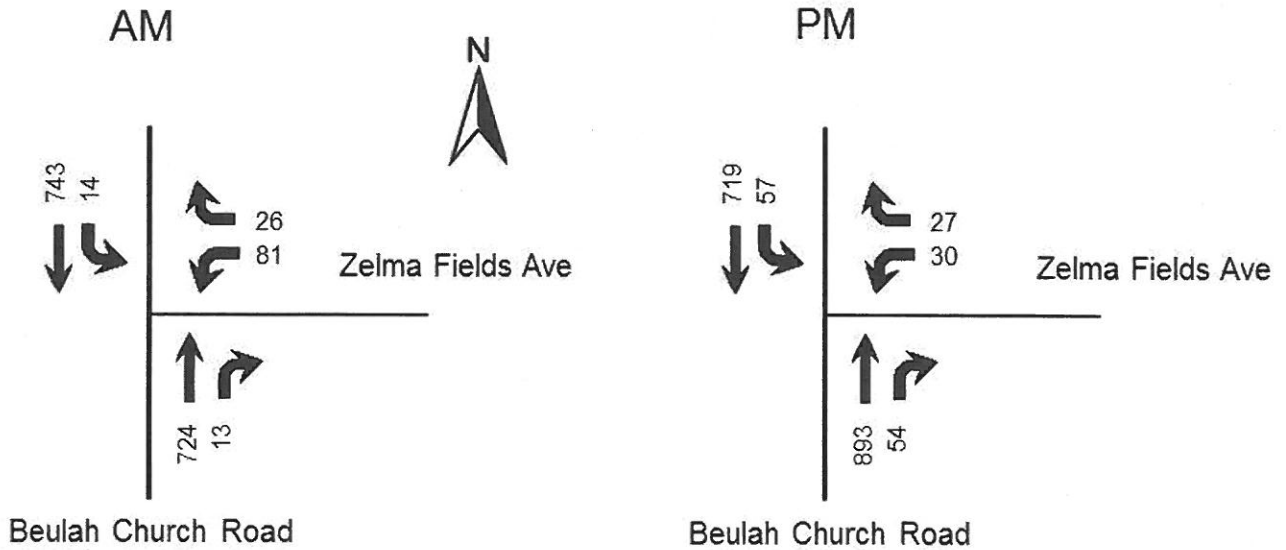 AM
N
743
14
26
81
Zelma Fields Ave
724
13
Beulah Church Road
PM
719
57
27
30
Zelma Fields Ave
893
54
Beulah Church Road